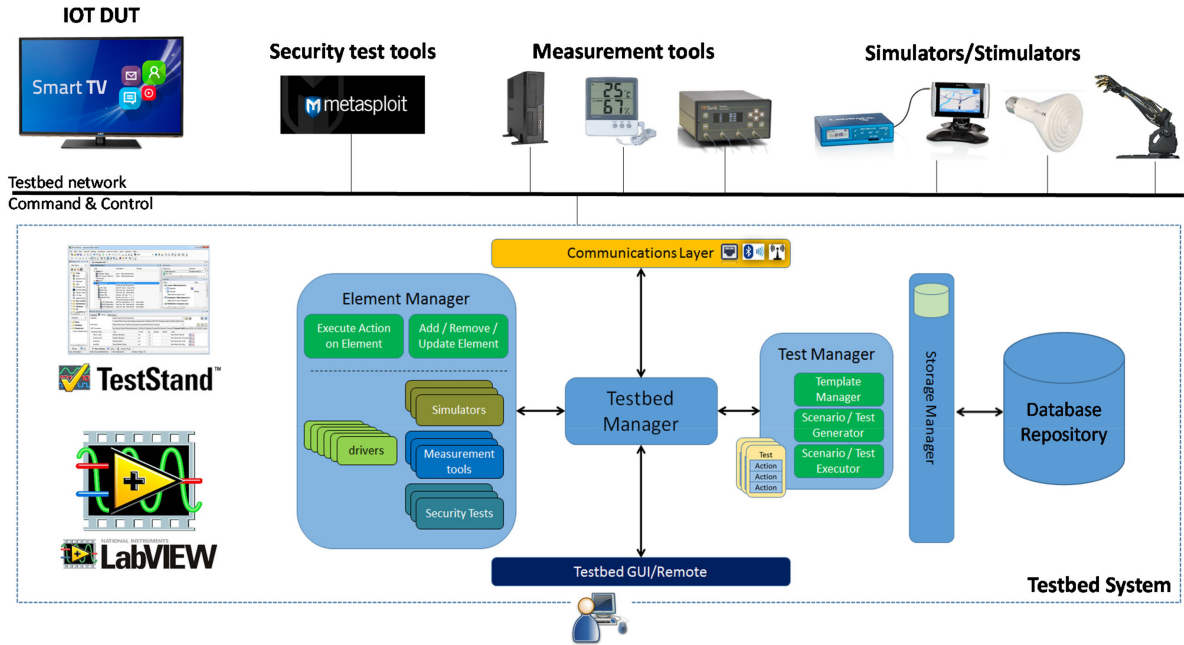 IOT DUT
Smart TV
Security test tools
metasploit
Measurement tools
25°C
67%
Simulators/Stimulators
Testbed network
Command & Control
TestStand™
NATIONAL INSTRUMENTS
LabVIEW
Communications Layer
Element Manager
Execute Action
on Element
Add / Remove /
Update Element
Simulators
drivers
Measurement
tools
Security Tests
Testbed
Manager
Test Manager
Template
Manager
Scenario / Test
Generator
Scenario / Test
Executor
Test
Action
Action
Action
Storage Manager
Database
Repository
Testbed GUI/Remote
Testbed System